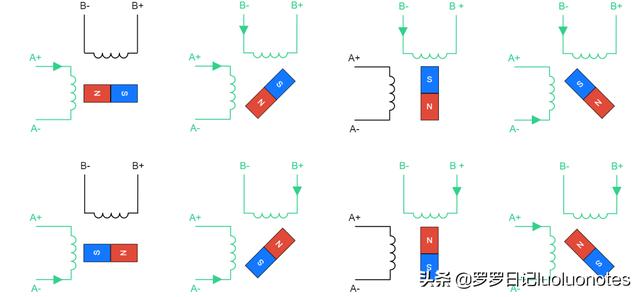 B- B+ B- B+ B- B + B- B+
A+ A+ A+ A+
N S N S S N S N
A- A- A- A-
B- B+ B- B+ B- B + B- B+
A+ A+ A+ A+
S N S N N S N S
A- A- A- A-
头条 @罗罗日记luoluonotes